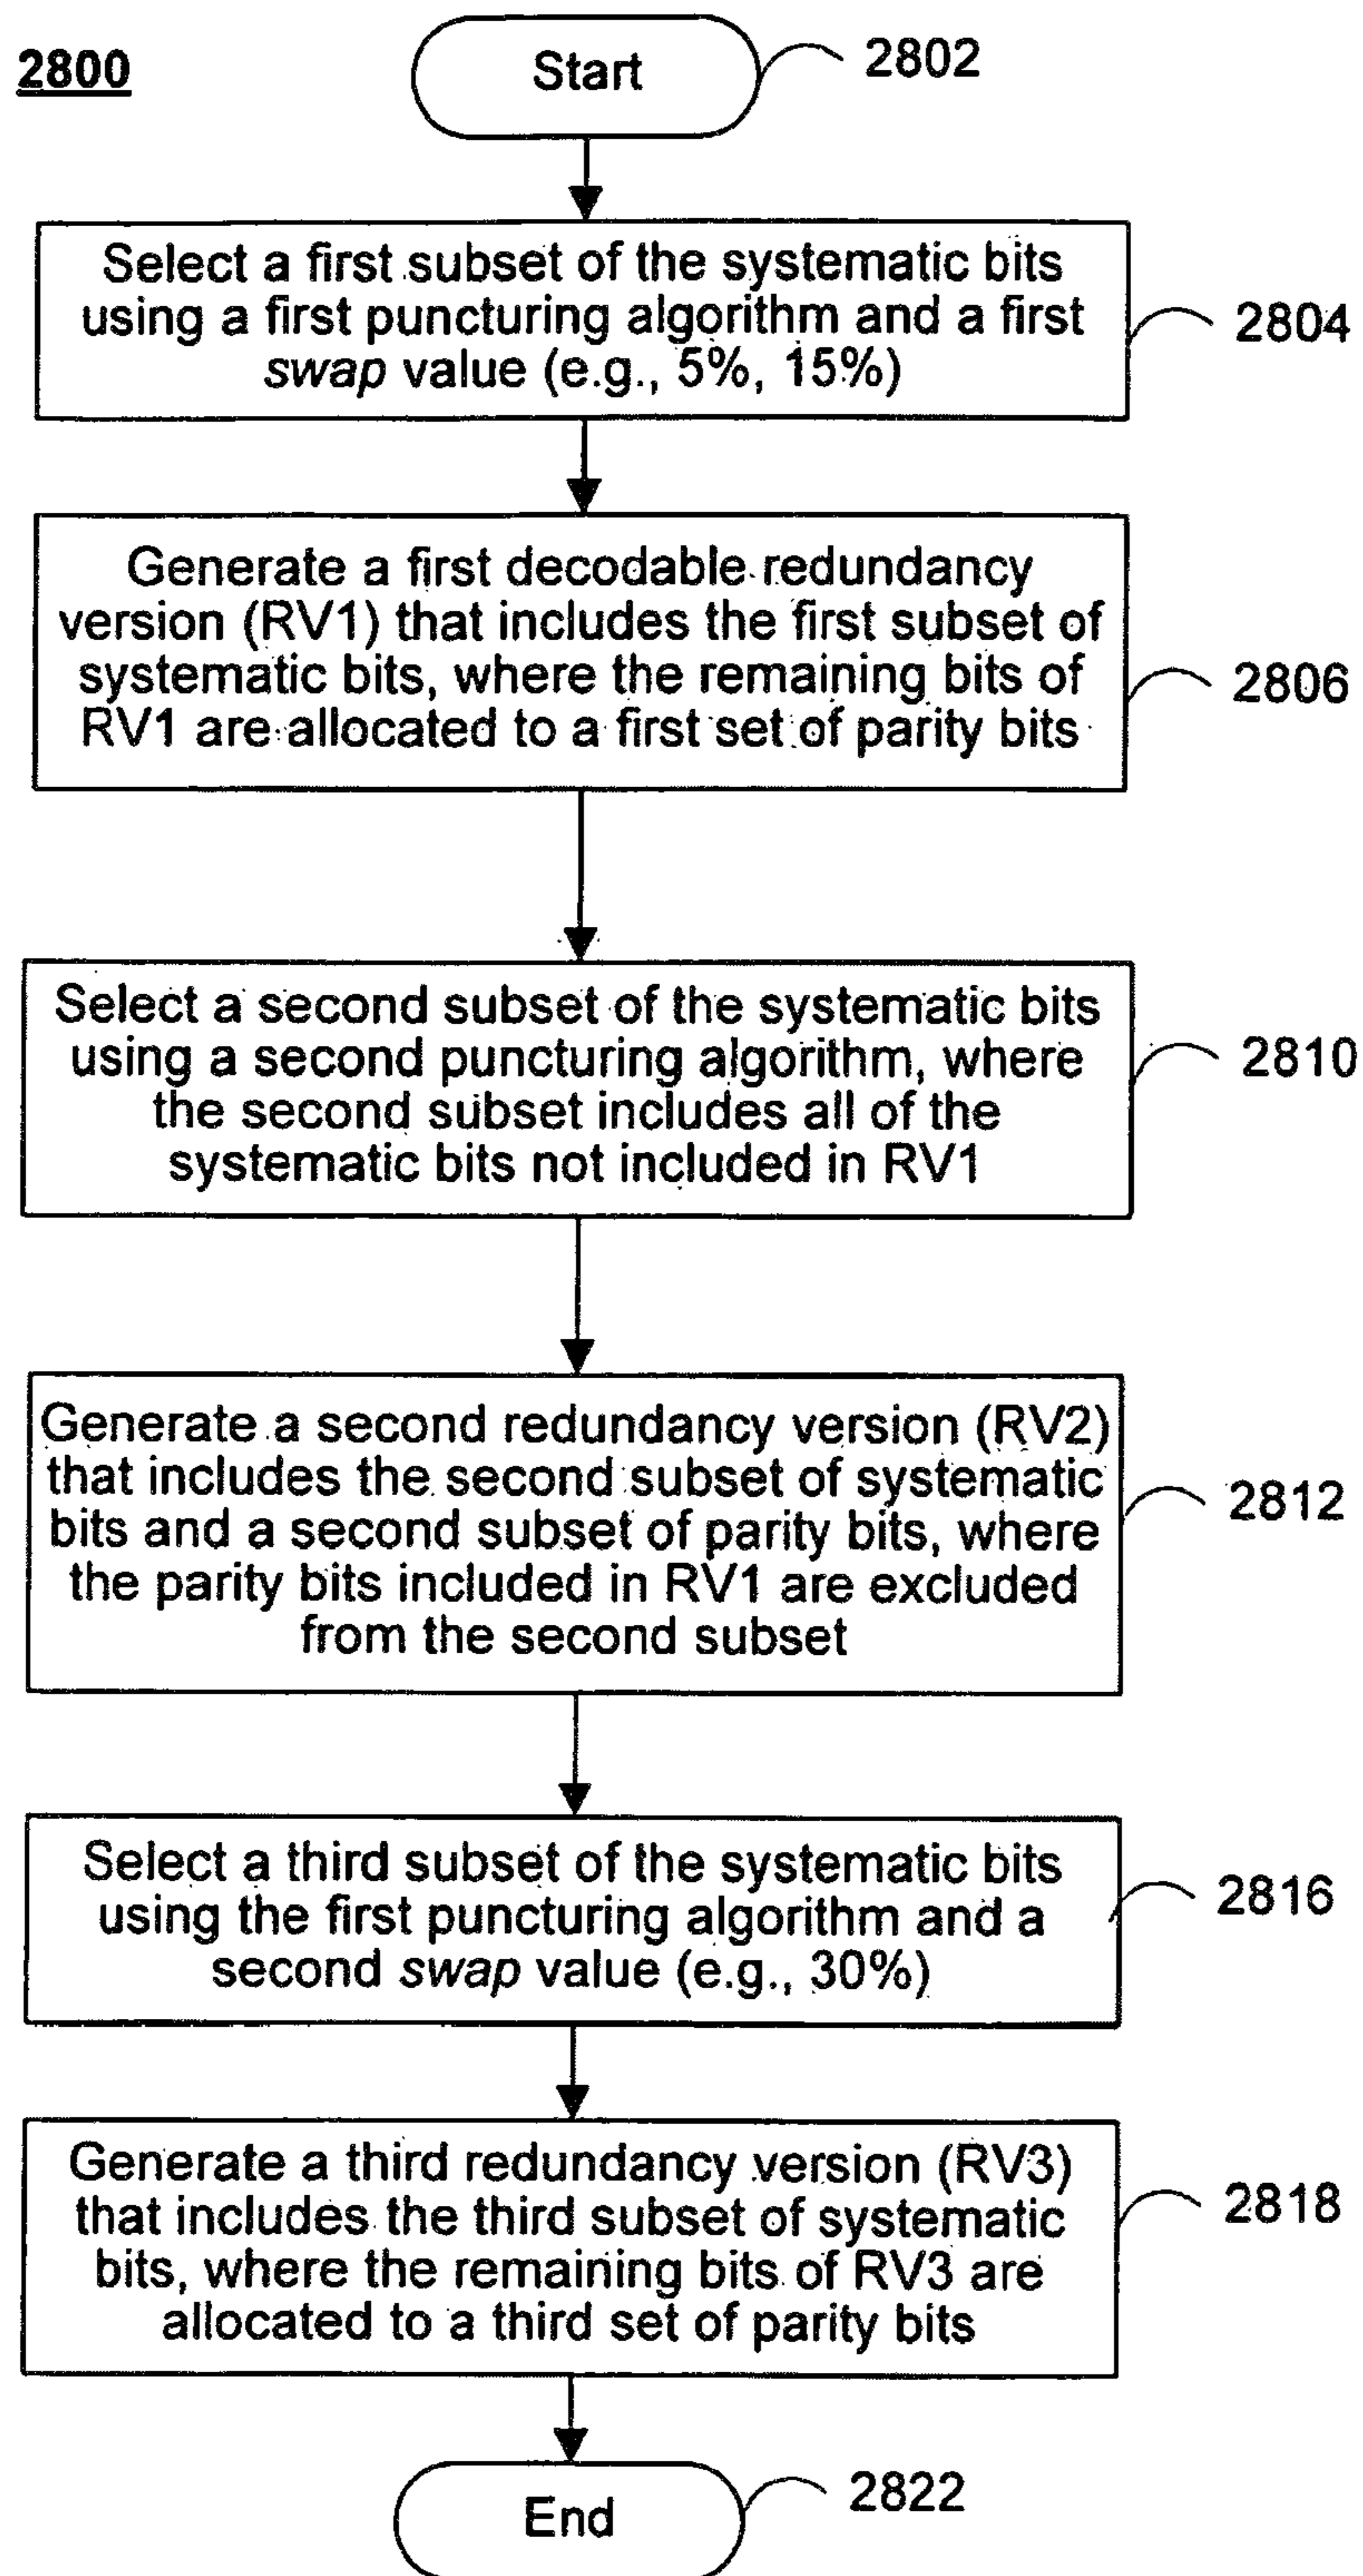 2800
Start
2802
Select a first subset of the systematic bits
using a first puncturing algorithm and a first
swap value (e.g., 5%, 15%)
2804
Generate a first decodable redundancy
version (RV1) that includes the first subset of
systematic bits, where the remaining bits of
RV1 are allocated to a first set of parity bits
2806
Select a second subset of the systematic bits
using a second puncturing algorithm, where
the second subset includes all of the
systematic bits not included in RV1
2810
Generate a second redundancy version (RV2)
that includes the second subset of systematic
bits and a second subset of parity bits, where
the parity bits included in RV1 are excluded
from the second subset
2812
Select a third subset of the systematic bits
using the first puncturing algorithm and a
second swap value (e.g., 30%)
2816
Generate a third redundancy version (RV3)
that includes the third subset of systematic
bits, where the remaining bits of RV3 are
allocated to a third set of parity bits
2818
End
2822